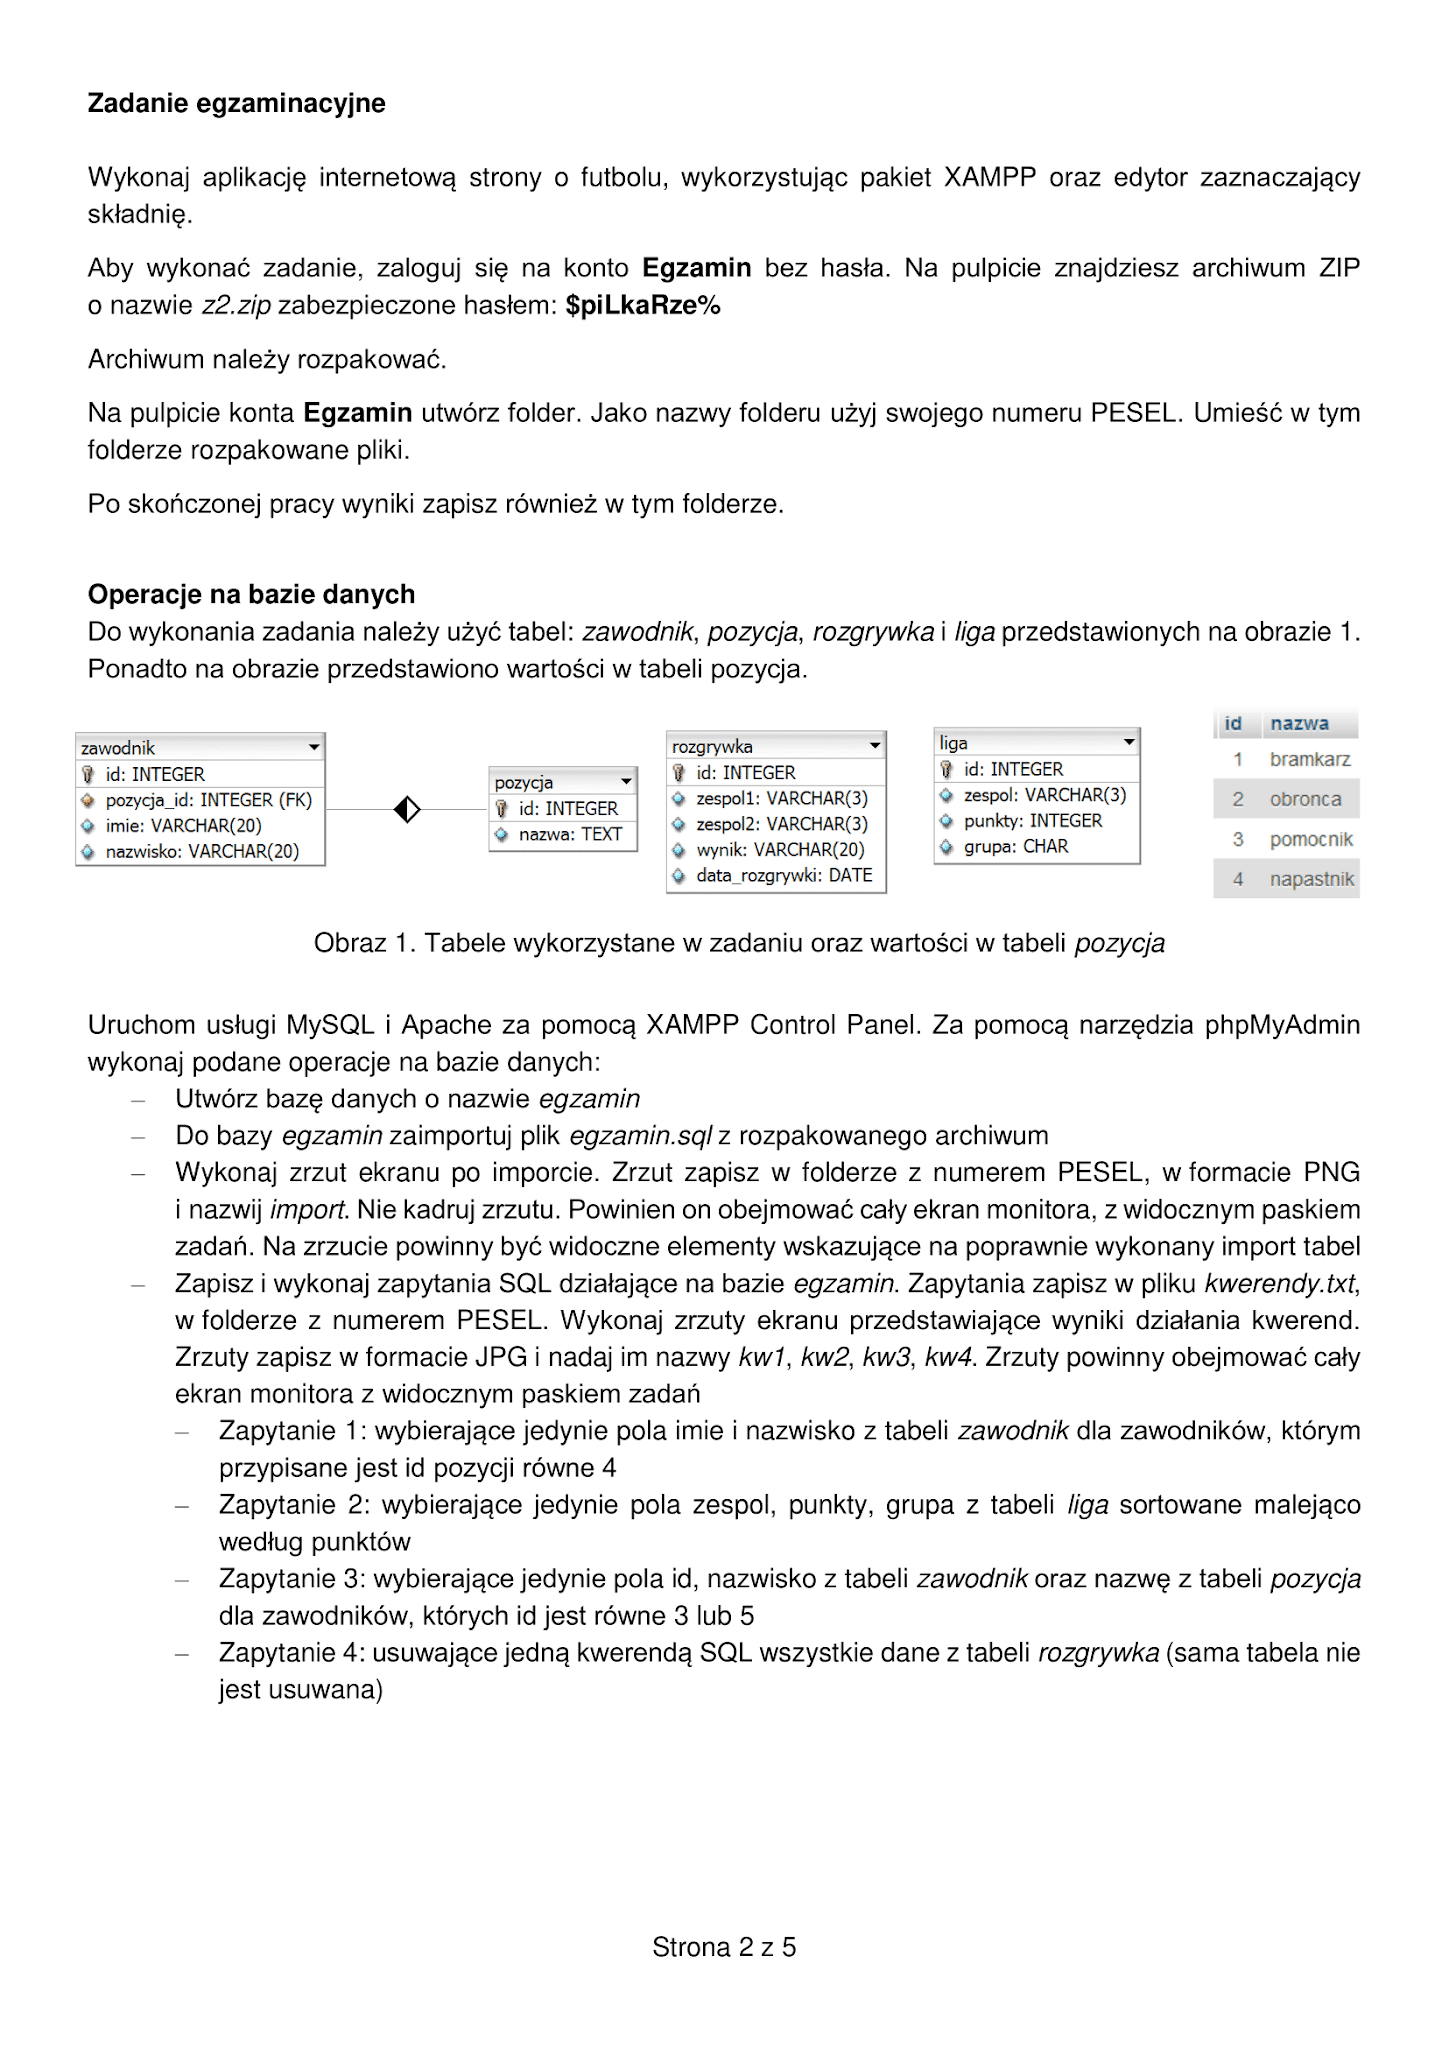 Zadanie egzaminacyjne
Wykonaj aplikację internetową strony o futbolu, wykorzystując pakiet XAMPP oraz edytor zaznaczający
składnię.
Aby wykonać zadanie, zaloguj się na konto Egzamin bez hasła. Na pulpicie znajdziesz archiwum ZIP
o nazwie z2.zip zabezpieczone hasłem: $piLkaRze%
Archiwum należy rozpakować.
Na pulpicie konta Egzamin utwórz folder. Jako nazwy folderu użyj swojego numeru PESEL. Umieść w tym
folderze rozpakowane pliki.
Po skończonej pracy wyniki zapisz również w tym folderze.
Operacje na bazie danych
Do wykonania zadania należy użyć tabel: zawodnik, pozycja, rozgrywka i liga przedstawionych na obrazie 1.
Ponadto na obrazie przedstawiono wartości w tabeli pozycja.
zawodnik
id: INTEGER
pozycja_id: INTEGER (FK)
imie: VARCHAR(20)
nazwisko: VARCHAR(20)
pozycja
id: INTEGER
nazwa: TEXT
rozgrywka
id: INTEGER
zespol1: VARCHAR(3)
zespol2: VARCHAR(3)
wynik: VARCHAR(20)
data_rozgrywki: DATE
liga
id: INTEGER
zespol: VARCHAR(3)
punkty: INTEGER
grupa: CHAR
id nazwa
1 bramkarz
2 obronca
3 pomocnik
4 napastnik
Obraz 1. Tabele wykorzystane w zadaniu oraz wartości w tabeli pozycja
Uruchom usługi MySQL i Apache za pomocą XAMPP Control Panel. Za pomocą narzędzia phpMyAdmin
wykonaj podane operacje na bazie danych:
– Utwórz bazę danych o nazwie egzamin
– Do bazy egzamin zaimportuj plik egzamin.sql z rozpakowanego archiwum
– Wykonaj zrzut ekranu po imporcie. Zrzut zapisz w folderze z numerem PESEL, w formacie PNG
i nazwij import. Nie kadruj zrzutu. Powinien on obejmować cały ekran monitora, z widocznym paskiem
zadań. Na zrzucie powinny być widoczne elementy wskazujące na poprawnie wykonany import tabel
– Zapisz i wykonaj zapytania SQL działające na bazie egzamin. Zapytania zapisz w pliku kwerendy.txt,
w folderze z numerem PESEL. Wykonaj zrzuty ekranu przedstawiające wyniki działania kwerend.
Zrzuty zapisz w formacie JPG i nadaj im nazwy kw1, kw2, kw3, kw4. Zrzuty powinny obejmować cały
ekran monitora z widocznym paskiem zadań
– Zapytanie 1: wybierające jedynie pola imie i nazwisko z tabeli zawodnik dla zawodników, którym
przypisane jest id pozycji równe 4
– Zapytanie 2: wybierające jedynie pola zespol, punkty, grupa z tabeli liga sortowane malejąco
według punktów
– Zapytanie 3: wybierające jedynie pola id, nazwisko z tabeli zawodnik oraz nazwę z tabeli pozycja
dla zawodników, których id jest równe 3 lub 5
– Zapytanie 4: usuwające jedną kwerendą SQL wszystkie dane z tabeli rozgrywka (sama tabela nie
jest usuwana)
Strona 2 z 5